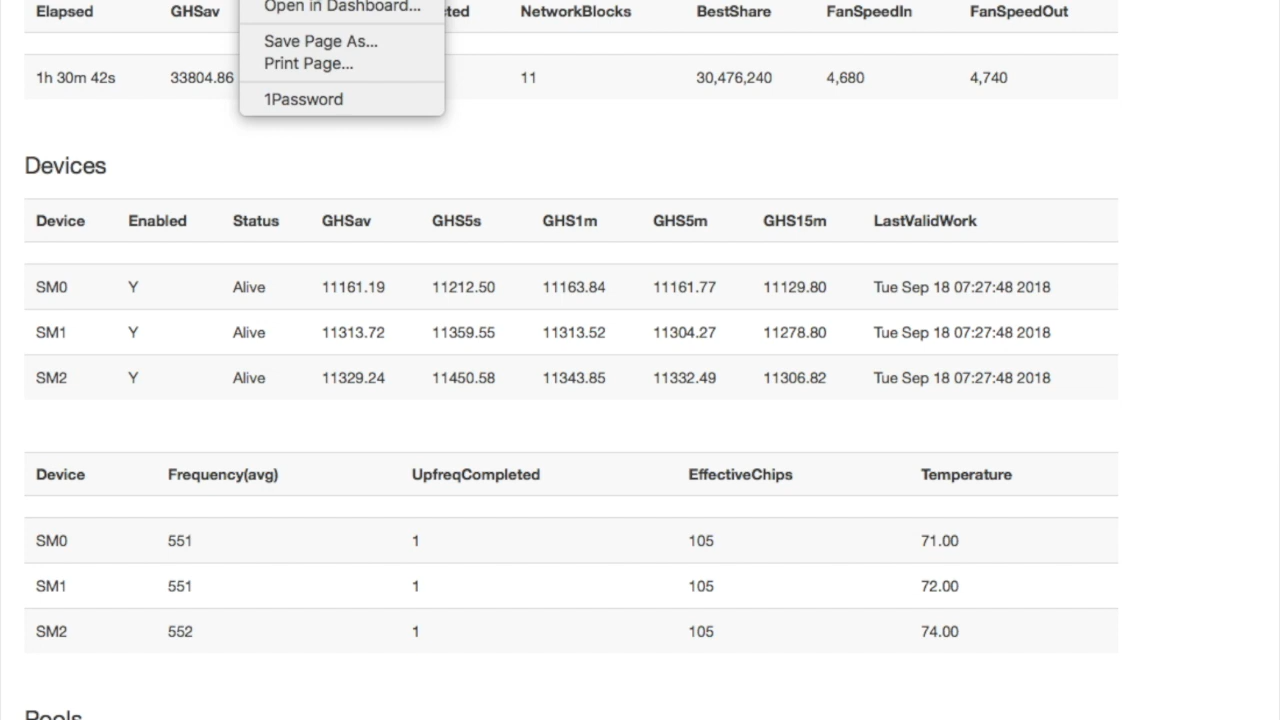 Elapsed GHSav ted NetworkBlocks BestShare FanSpeedIn FanSpeedOut
Open in Dashboard...
Save Page As...
Print Page...
1Password
1h 30m 42s 33804.86 11 30,476,240 4,680 4,740
Devices
Device Enabled Status GHSav GHS5s GHS1m GHS5m GHS15m LastValidWork
SM0 Y Alive 11161.19 11212.50 11163.84 11161.77 11129.80 Tue Sep 18 07:27:48 2018
SM1 Y Alive 11313.72 11359.55 11313.52 11304.27 11278.80 Tue Sep 18 07:27:48 2018
SM2 Y Alive 11329.24 11450.58 11343.85 11332.49 11306.82 Tue Sep 18 07:27:48 2018
Device Frequency(avg) UpfreqCompleted EffectiveChips Temperature
SM0 551 1 105 71.00
SM1 551 1 105 72.00
SM2 552 1 105 74.00
Pools